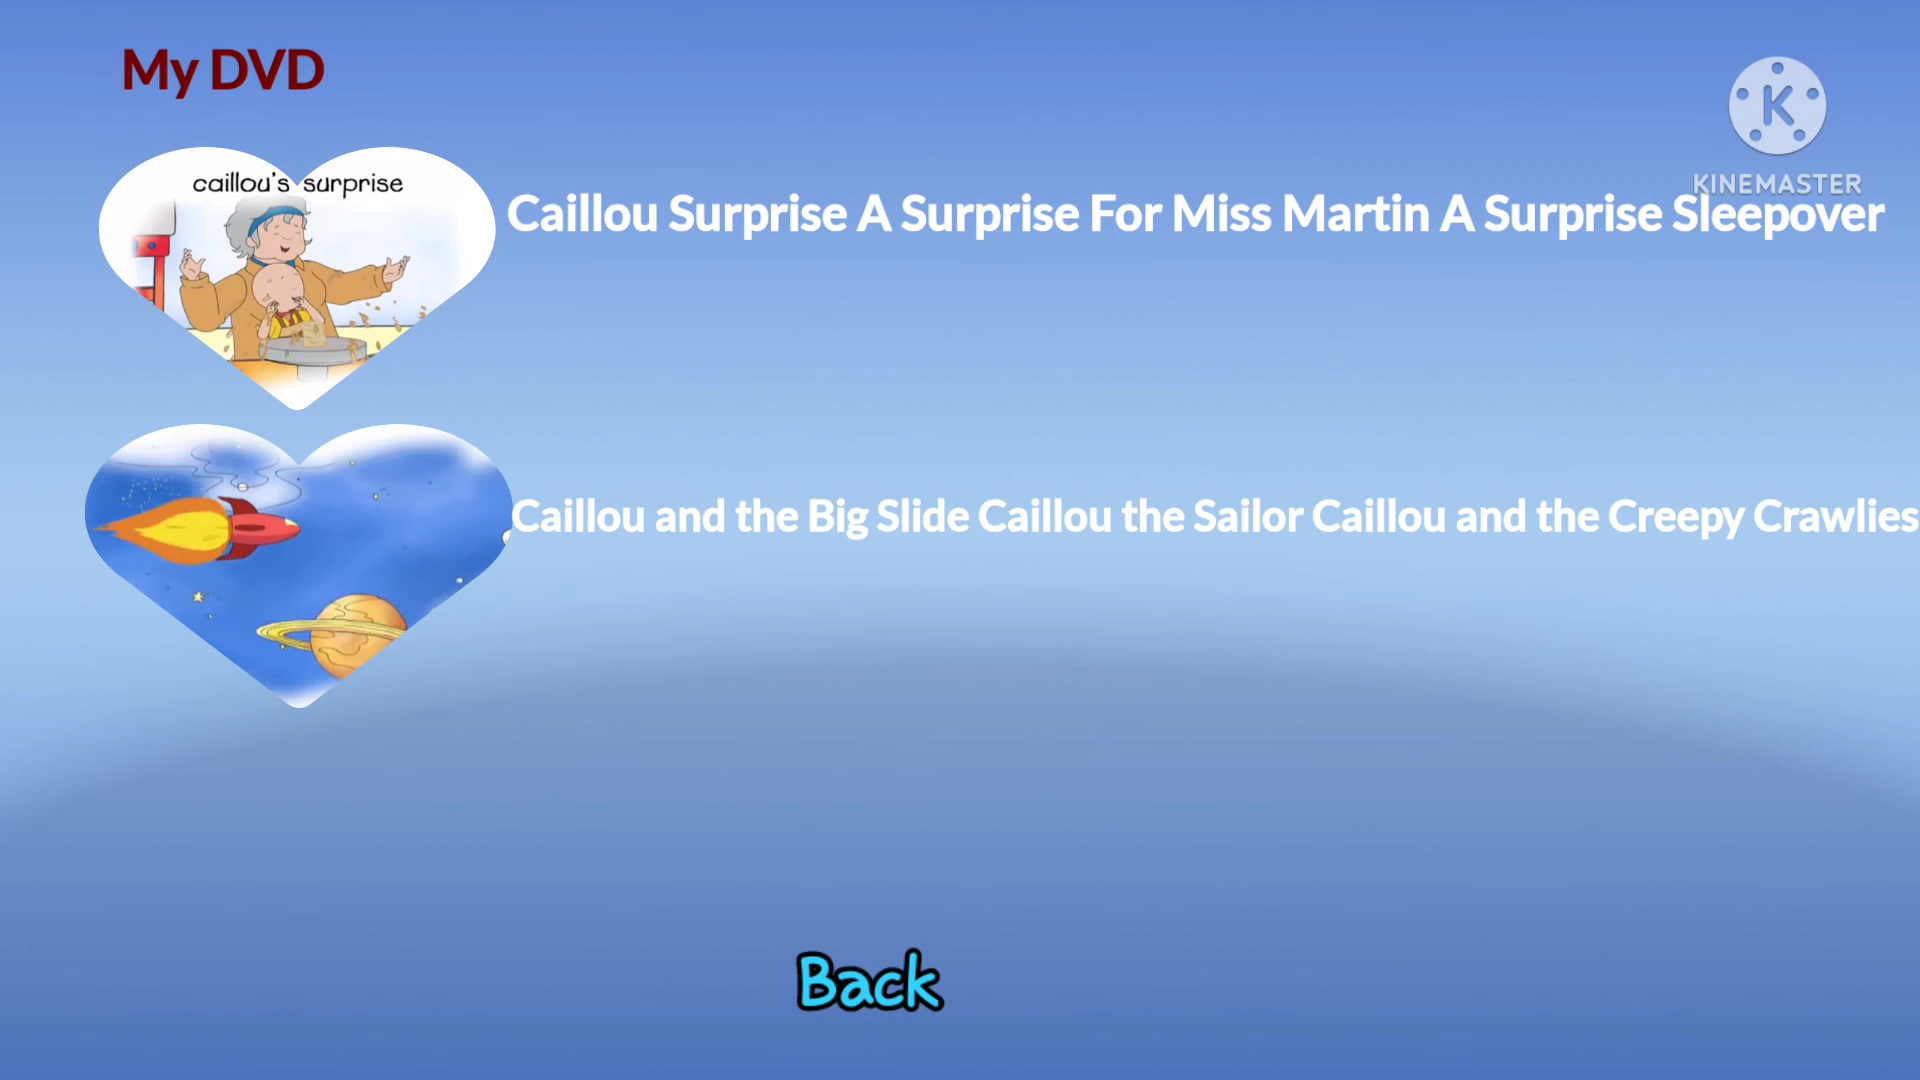 My DVD
K
KINEMASTER
caillou's surprise
Caillou Surprise A Surprise For Miss Martin A Surprise Sleepover
Caillou and the Big Slide Caillou the Sailor Caillou and the Creepy Crawlies
Back